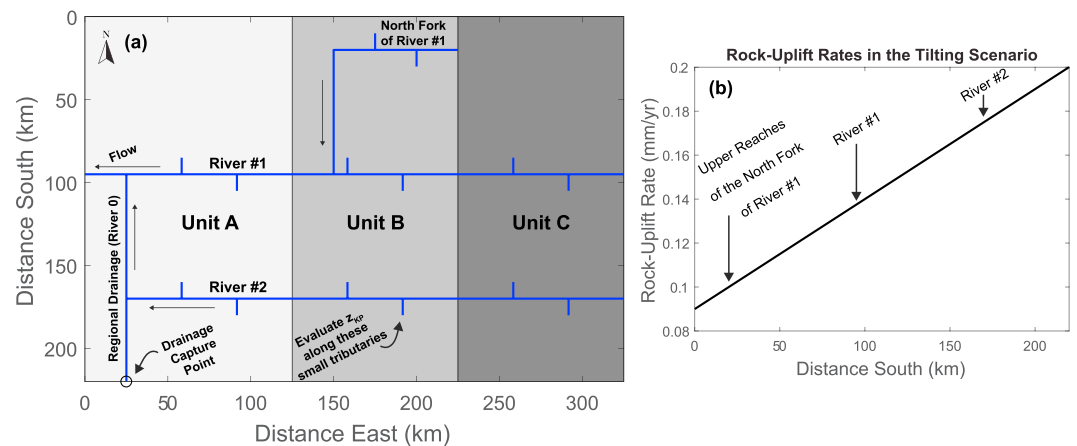 (a)
N
North Fork
of River #1
Flow
River #1
Unit A
Unit B
Unit C
Regional Drainage (River 0)
River #2
Drainage
Capture
Point
Evaluate zKP
along these
small tributaries
0
50
100
150
200
Distance South (km)
0
50
100
150
200
250
300
Distance East (km)
Rock-Uplift Rates in the Tilting Scenario
(b)
Upper Reaches
of the North Fork
of River #1
River #1
River #2
0.2
0.18
0.16
0.14
0.12
0.1
0.08
Rock-Uplift Rate (mm/yr)
0
50
100
150
200
Distance South (km)